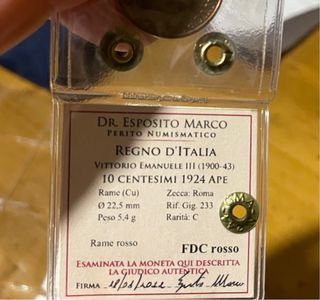 DR. ESPOSITO MARCO
PERITO NUMISMATICO
REGNO D'ITALIA
VITTORIO EMANUELE III (1900-43)
10 CENTESIMI 1924 APE
Rame (Cu) Zecca: Roma
Ø 22,5 mm Rif. Gig. 233
Peso 5,4 g Rarità: C
Rame rosso
FDC rosso
ESAMINATA LA MONETA QUI DESCRITTA
LA GIUDICO AUTENTICA
FIRMA Marco